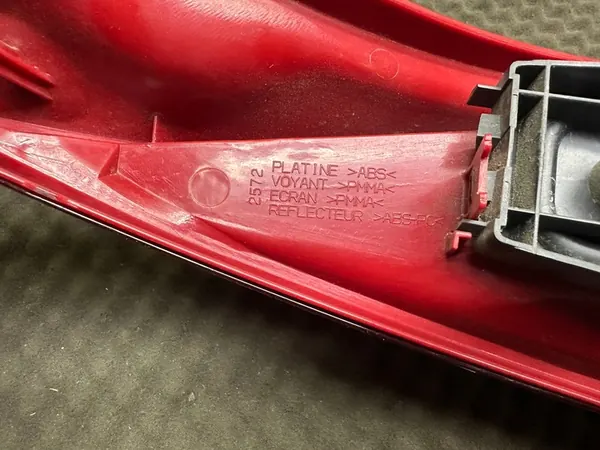 2572
PLATINE >ABS<
VOYANT >PMMA<
ECRAN >PMMA<
REFLECTEUR >ABS-PC<